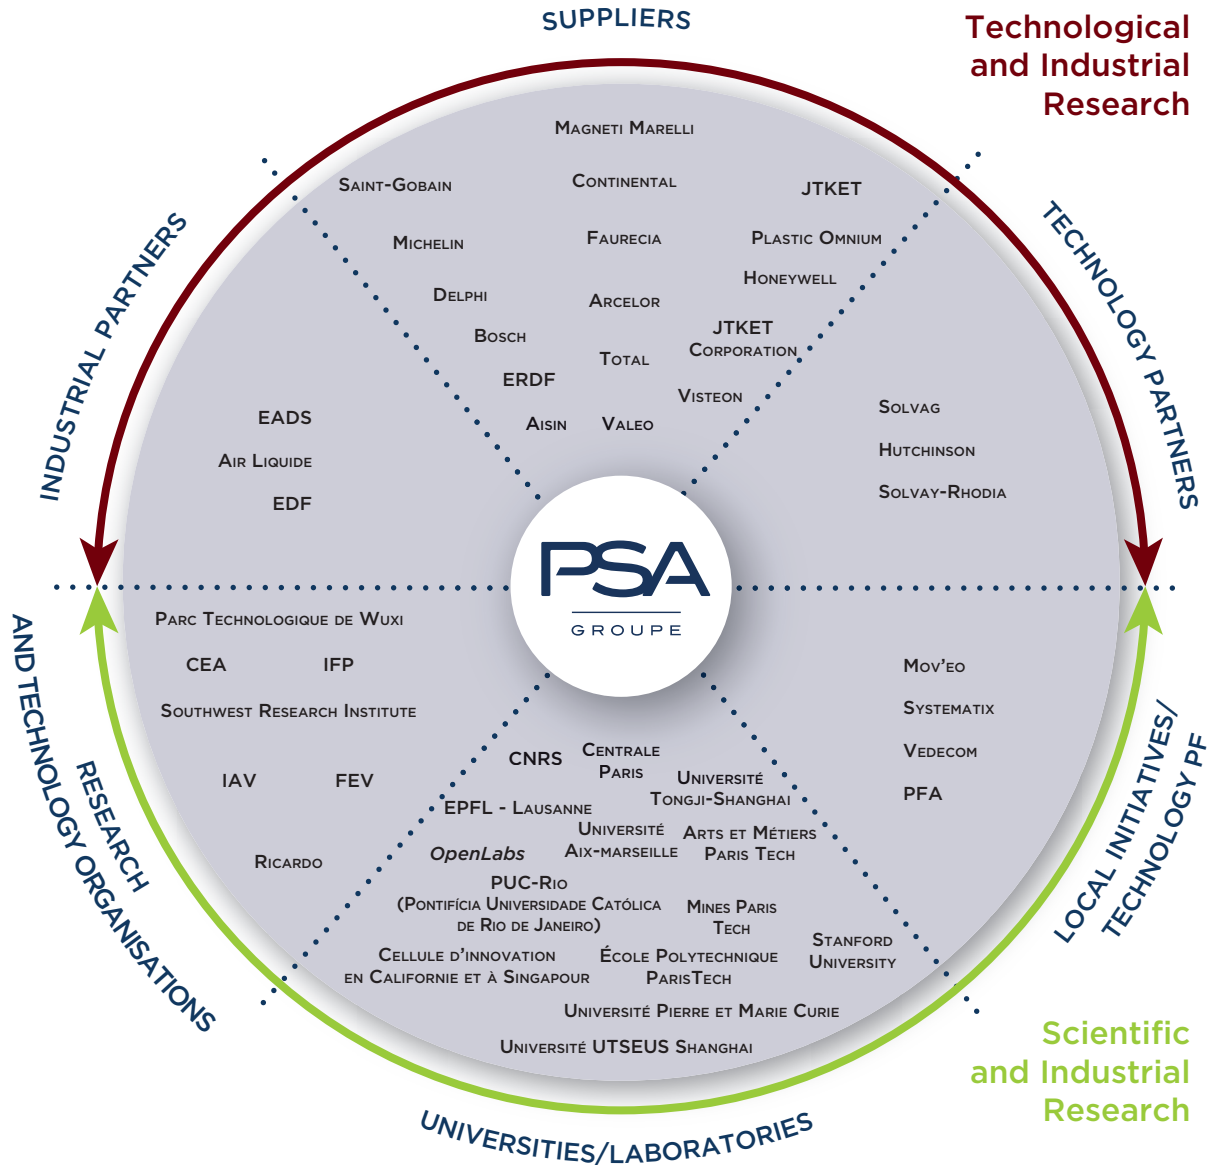 SUPPLIERS
Technological
and Industrial
Research
INDUSTRIAL PARTNERS
TECHNOLOGY PARTNERS
Magneti Marelli
Saint-Gobain
Continental
JTKET
Michelin
Faurecia
Plastic Omnium
Honeywell
Delphi
Arcelor
Bosch
JTKET
Corporation
Total
ERDF
Visteon
Aisin
Valeo
EADS
Air Liquide
EDF
Solvag
Hutchinson
Solvay-Rhodia
PSA
GROUPE
Parc Technologique de Wuxi
CEA
IFP
Southwest Research Institute
IAV
FEV
Ricardo
RESEARCH
AND TECHNOLOGY ORGANISATIONS
Mov'eo
Systematix
Vedecom
PFA
LOCAL INITIATIVES/
TECHNOLOGY PF
CNRS
Centrale
Paris
Université
Tongji-Shanghai
EPFL - Lausanne
Université
Aix-marseille
Arts et Métiers
Paris Tech
OpenLabs
PUC-Rio
(Pontifícia Universidade Católica
de Rio de Janeiro)
Mines Paris
Tech
Stanford
University
Cellule d'innovation
en Californie et à Singapour
École Polytechnique
ParisTech
Université Pierre et Marie Curie
Université UTSEUS Shanghai
UNIVERSITIES/LABORATORIES
Scientific
and Industrial
Research